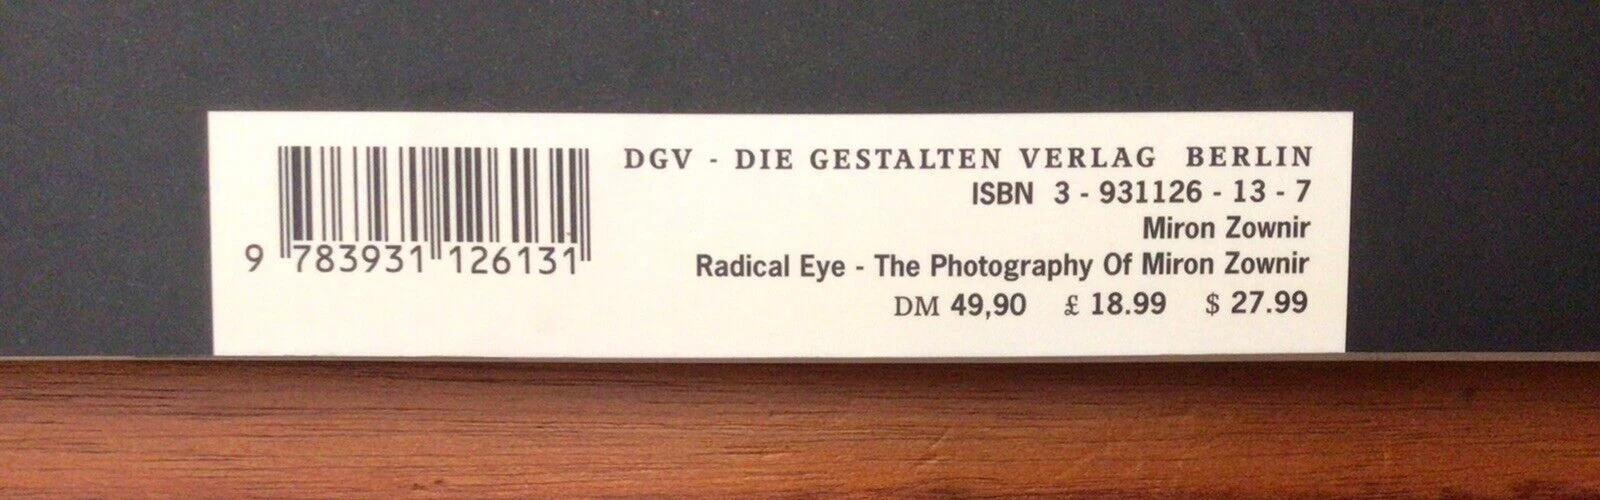 DGV - DIE GESTALTEN VERLAG BERLIN
ISBN 3 - 931126 - 13 - 7
Miron Zownir
Radical Eye - The Photography Of Miron Zownir
DM 49,90 £ 18.99 $ 27.99
9 783931 126131